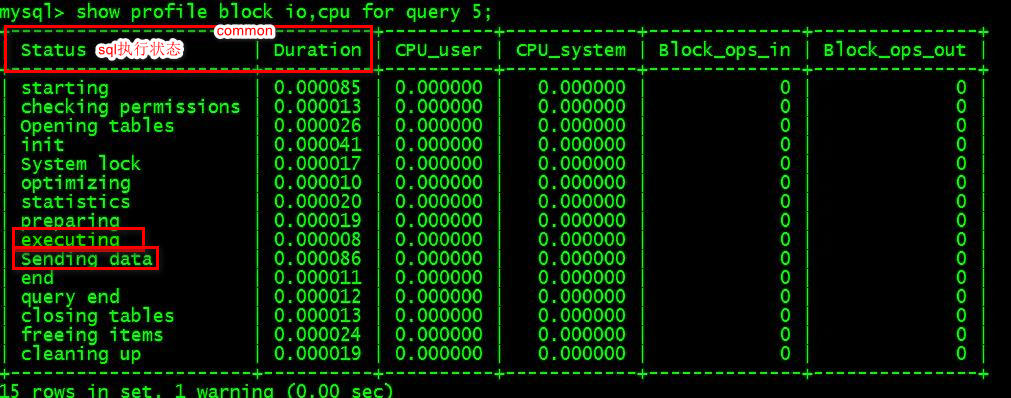 mysql> show profile block io,cpu for query 5;
common
Status sql执行状态 Duration CPU_user CPU_system Block_ops_in Block_ops_out
starting 0.000085 0.000000 0.000000 0 0
checking permissions 0.000013 0.000000 0.000000 0 0
Opening tables 0.000026 0.000000 0.000000 0 0
init 0.000041 0.000000 0.000000 0 0
System lock 0.000017 0.000000 0.000000 0 0
optimizing 0.000010 0.000000 0.000000 0 0
statistics 0.000020 0.000000 0.000000 0 0
preparing 0.000019 0.000000 0.000000 0 0
executing 0.000008 0.000000 0.000000 0 0
Sending data 0.000086 0.000000 0.000000 0 0
end 0.000011 0.000000 0.000000 0 0
query end 0.000012 0.000000 0.000000 0 0
closing tables 0.000013 0.000000 0.000000 0 0
freeing items 0.000024 0.000000 0.000000 0 0
cleaning up 0.000019 0.000000 0.000000 0 0
15 rows in set, 1 warning (0.00 sec)